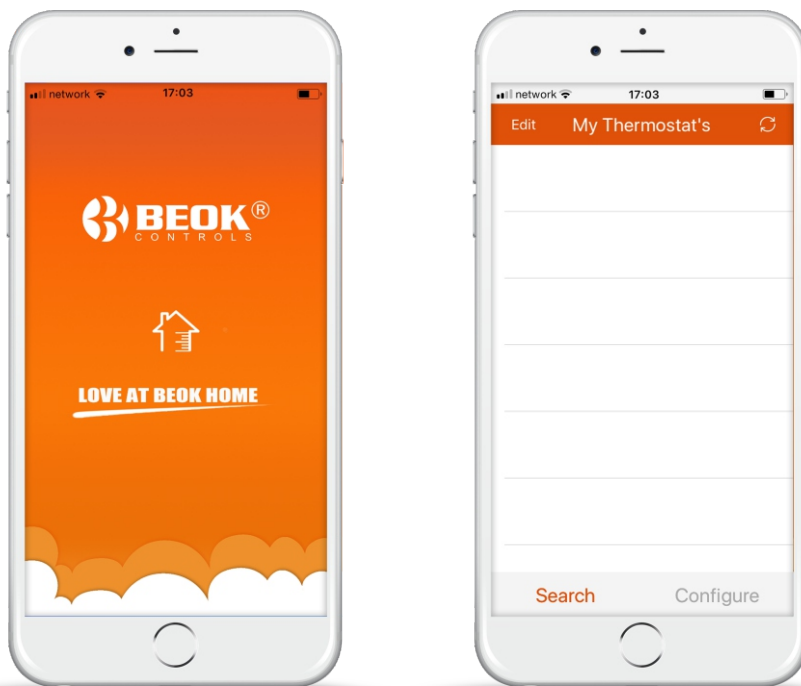 network 17:03
BEOK®
CONTROLS
LOVE AT BEOK HOME
network 17:03
Edit My Thermostat's
Search Configure